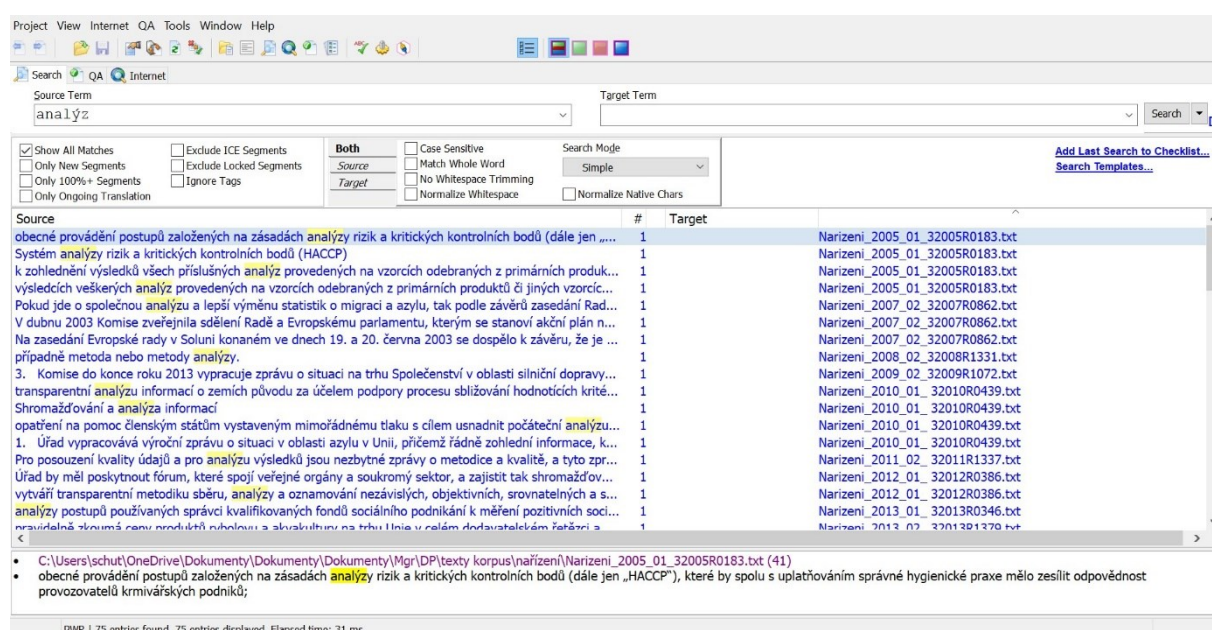 Project View Internet QA Tools Window Help
Search QA Internet
Source Term Target Term
analýz Search
Show All Matches Exclude ICE Segments Both Case Sensitive Search Mode Add Last Search to Checklist...
Only New Segments Exclude Locked Segments Source Match Whole Word Simple Search Templates...
Only 100%+ Segments Ignore Tags Target No Whitespace Trimming
Only Ongoing Translation Normalize Whitespace Normalize Native Chars
Source # Target
obecné provádění postupů založených na zásadách analýzy rizik a kritických kontrolních bodů (dále jen „... 1 Narizeni_2005_01_32005R0183.txt
Systém analýzy rizik a kritických kontrolních bodů (HACCP) 1 Narizeni_2005_01_32005R0183.txt
k zohlednění výsledků všech příslušných analýz provedených na vzorcích odebraných z primárních produk... 1 Narizeni_2005_01_32005R0183.txt
výsledcích veškerých analýz provedených na vzorcích odebraných z primárních produktů či jiných vzorcíc... 1 Narizeni_2005_01_32005R0183.txt
Pokud jde o společnou analýzu a lepší výměnu statistik o migraci a azylu, tak podle závěrů zasedání Rad... 1 Narizeni_2007_02_32007R0862.txt
V dubnu 2003 Komise zveřejnila sdělení Radě a Evropskému parlamentu, kterým se stanoví akční plán n... 1 Narizeni_2007_02_32007R0862.txt
Na zasedání Evropské rady v Soluni konaném ve dnech 19. a 20. června 2003 se dospělo k závěru, že je ... 1 Narizeni_2007_02_32007R0862.txt
případně metoda nebo metody analýzy. 1 Narizeni_2008_02_32008R1331.txt
3. Komise do konce roku 2013 vypracuje zprávu o situaci na trhu Společenství v oblasti silniční dopravy... 1 Narizeni_2009_02_32009R1072.txt
transparentní analýzu informací o zemích původu za účelem podpory procesu sbližování hodnotících krité... 1 Narizeni_2010_01_ 32010R0439.txt
Shromažďování a analýza informací 1 Narizeni_2010_01_ 32010R0439.txt
opatření na pomoc členským státům vystaveným mimořádnému tlaku s cílem usnadnit počáteční analýzu... 1 Narizeni_2010_01_ 32010R0439.txt
1. Úřad vypracovává výroční zprávu o situaci v oblasti azylu v Unii, přičemž řádně zohlední informace, k... 1 Narizeni_2010_01_ 32010R0439.txt
Pro posouzení kvality údajů a pro analýzu výsledků jsou nezbytné zprávy o metodice a kvalitě, a tyto zpr... 1 Narizeni_2011_02_ 32011R1337.txt
Úřad by měl poskytnout fórum, které spojí veřejné orgány a soukromý sektor, a zajistit tak shromažďov... 1 Narizeni_2012_01_ 32012R0386.txt
vytváří transparentní metodiku sběru, analýzy a oznamování nezávislých, objektivních, srovnatelných a s... 1 Narizeni_2012_01_ 32012R0386.txt
analýzy postupů používaných správci kvalifikovaných fondů sociálního podnikání k měření pozitivních soci... 1 Narizeni_2013_01_ 32013R0346.txt
pravidelně zkoumá ceny produktů rybolovu a akvakultury na trhu Unie v celém dodavatelském řetězci a 1 Narizeni_2013_02_ 32013R1379.txt
C:\Users\schut\OneDrive\Dokumenty\Dokumenty\Dokumenty\Mgr\DP\texty korpus\nařízení\Narizeni_2005_01_32005R0183.txt (41)
obecné provádění postupů založených na zásadách analýzy rizik a kritických kontrolních bodů (dále jen „HACCP"), které by spolu s uplatňováním správné hygienické praxe mělo zesílit odpovědnost
provozovatelů krmivářských podniků;
75 entries found, 75 entries displayed. Elapsed time: 31 ms